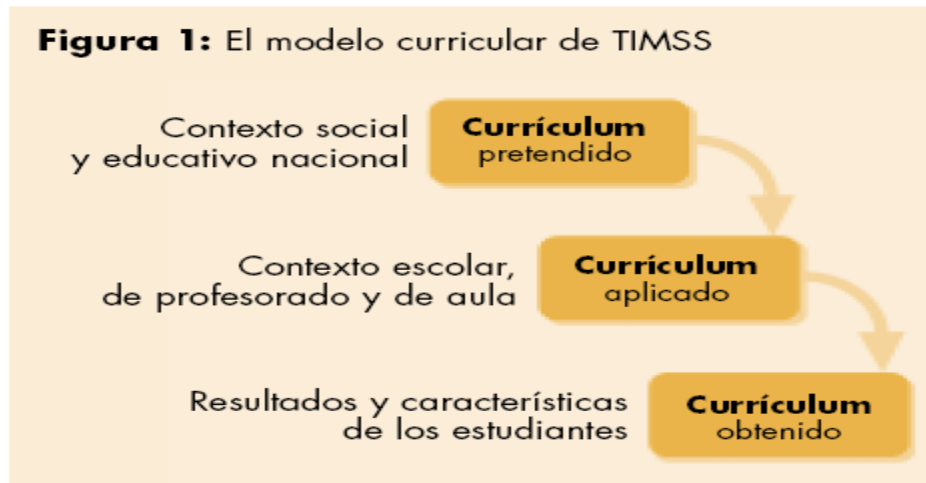 Figura 1: El modelo curricular de TIMSS
Contexto social
y educativo nacional
Currículum
pretendido
Contexto escolar,
de profesorado y de aula
Currículum
aplicado
Resultados y características
de los estudiantes
Currículum
obtenido